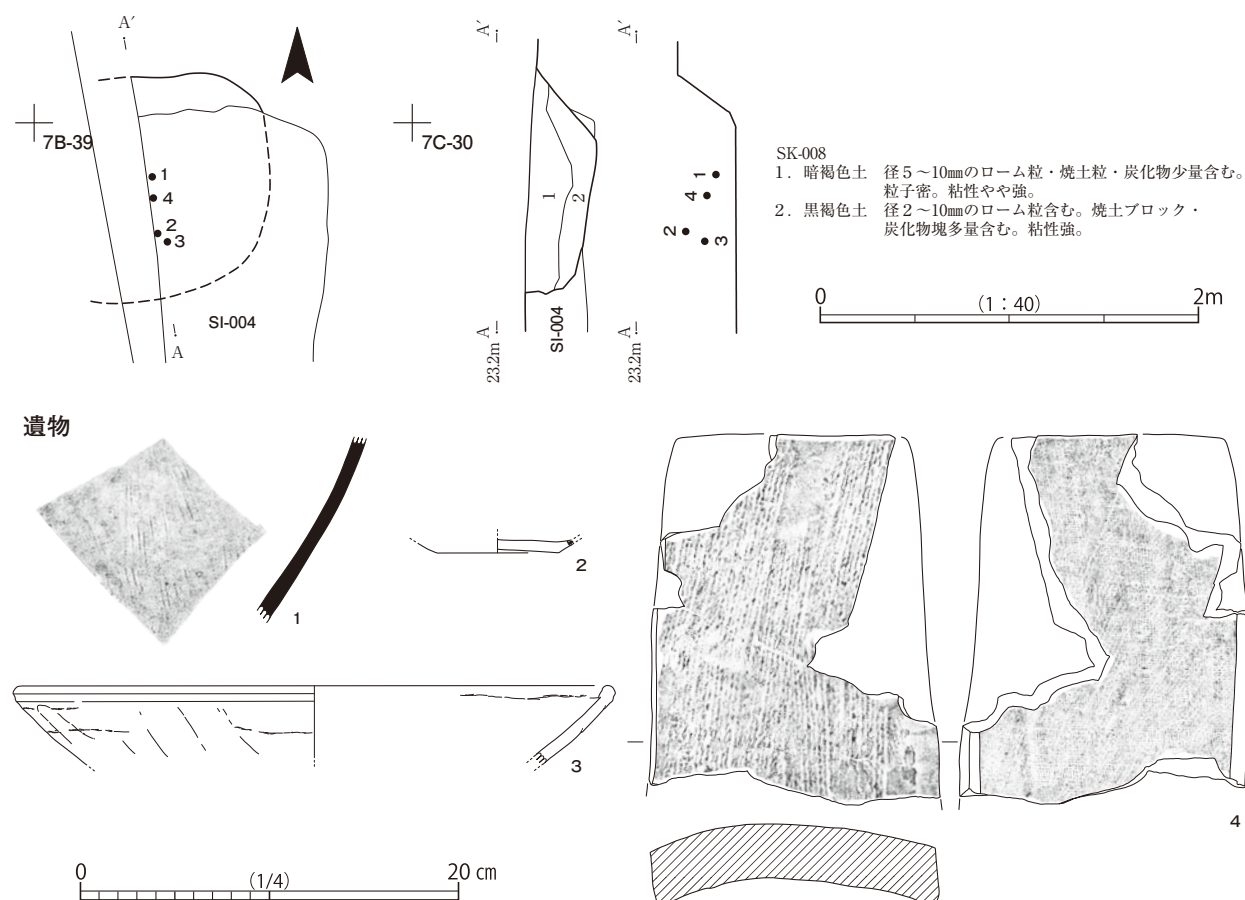 A′
7B-39
1
4
2
3
SI-004
A
7C-30
A′
1
2
A
23.2m
SI-004
A′
1
4
2
3
A
23.2m
SK-008
1．暗褐色土　径５～10㎜のローム粒・焼土粒・炭化物少量含む。
粒子密。粘性やや強。
2．黒褐色土　径２～10㎜のローム粒含む。焼土ブロック・
炭化物塊多量含む。粘性強。
0
（1：40）
2m
遺物
1
2
3
4
0
（1/4）
20 ㎝